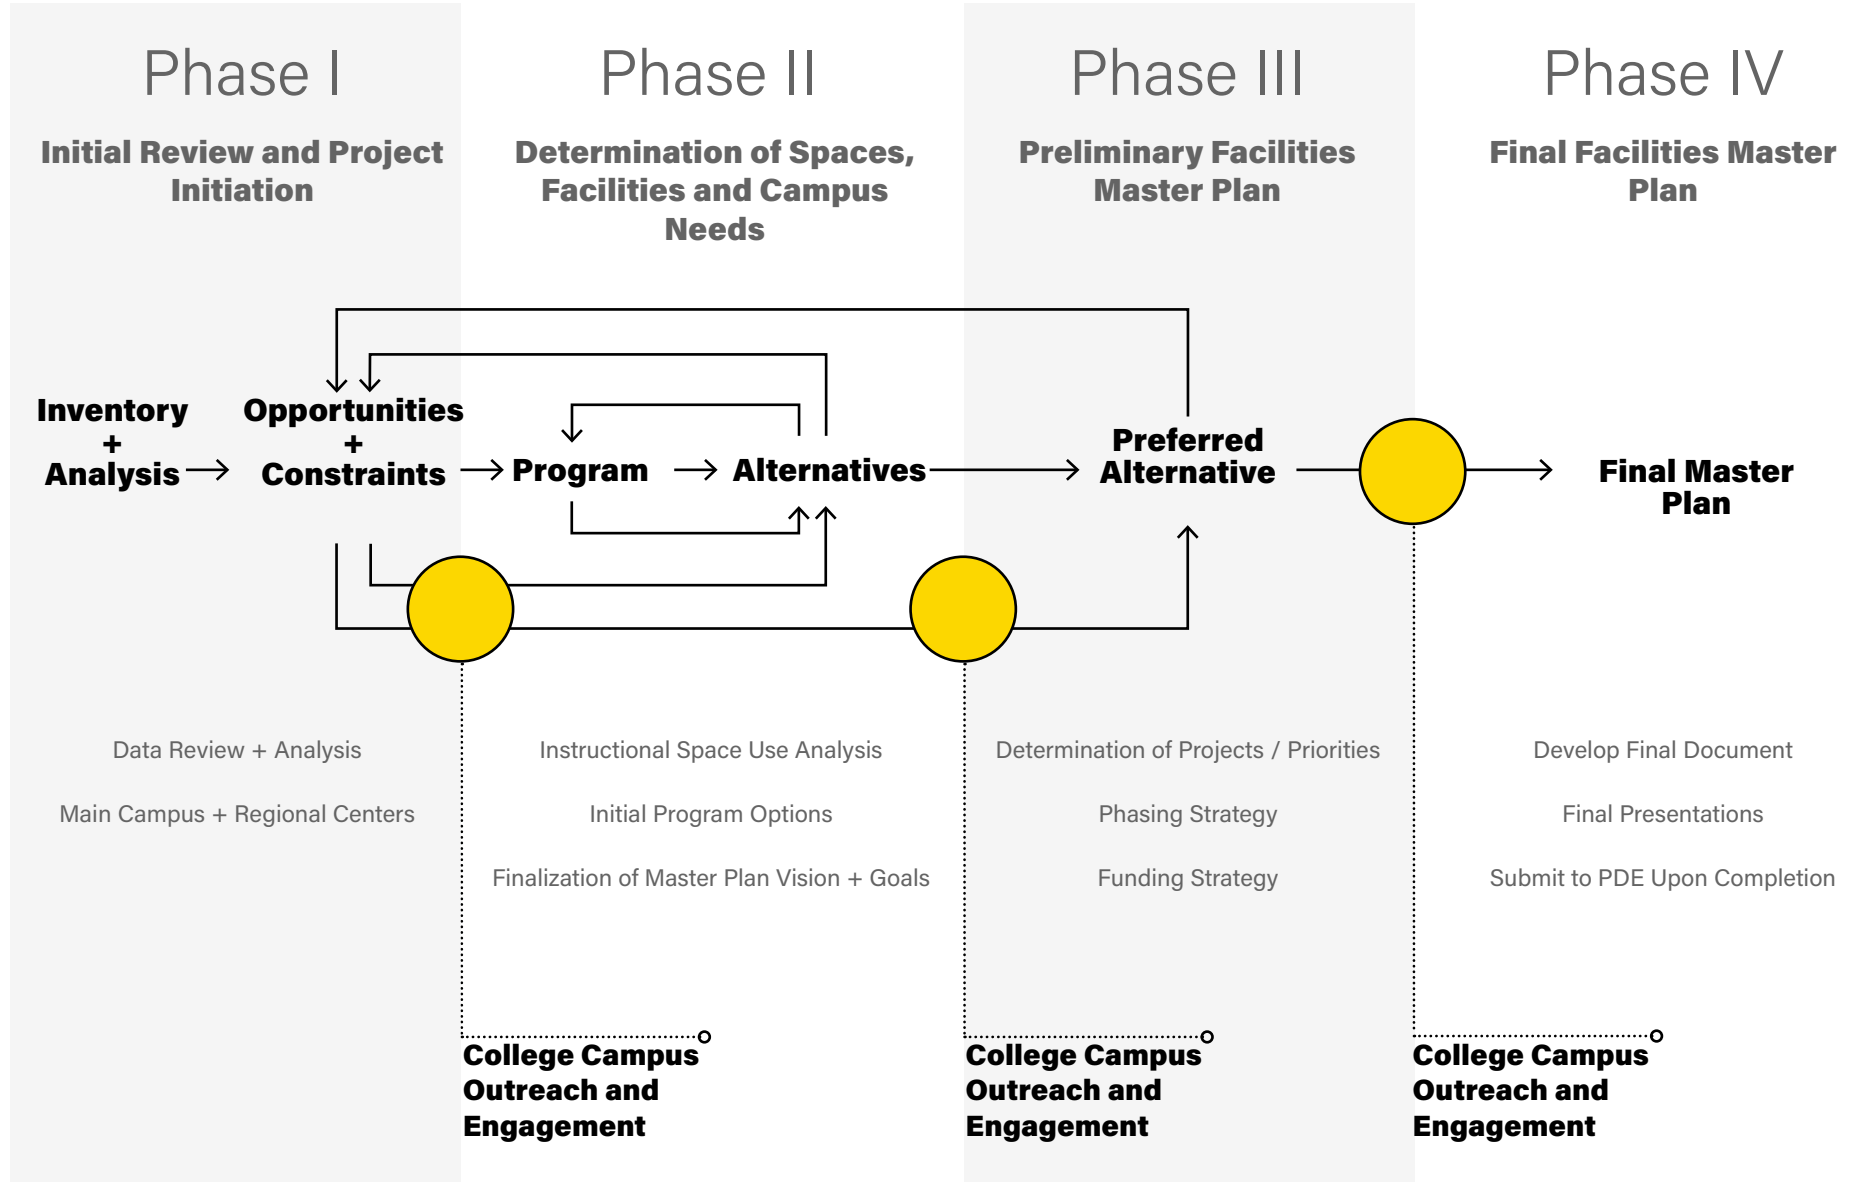 Phase I
Initial Review and Project
Initiation
Phase II
Determination of Spaces,
Facilities and Campus
Needs
Phase III
Preliminary Facilities
Master Plan
Phase IV
Final Facilities Master
Plan
Inventory
+
Analysis
Opportunities
+
Constraints
Program
Alternatives
Preferred
Alternative
Final Master
Plan
Data Review + Analysis
Main Campus + Regional Centers
Instructional Space Use Analysis
Initial Program Options
Finalization of Master Plan Vision + Goals
Determination of Projects / Priorities
Phasing Strategy
Funding Strategy
Develop Final Document
Final Presentations
Submit to PDE Upon Completion
College Campus
Outreach and
Engagement
College Campus
Outreach and
Engagement
College Campus
Outreach and
Engagement